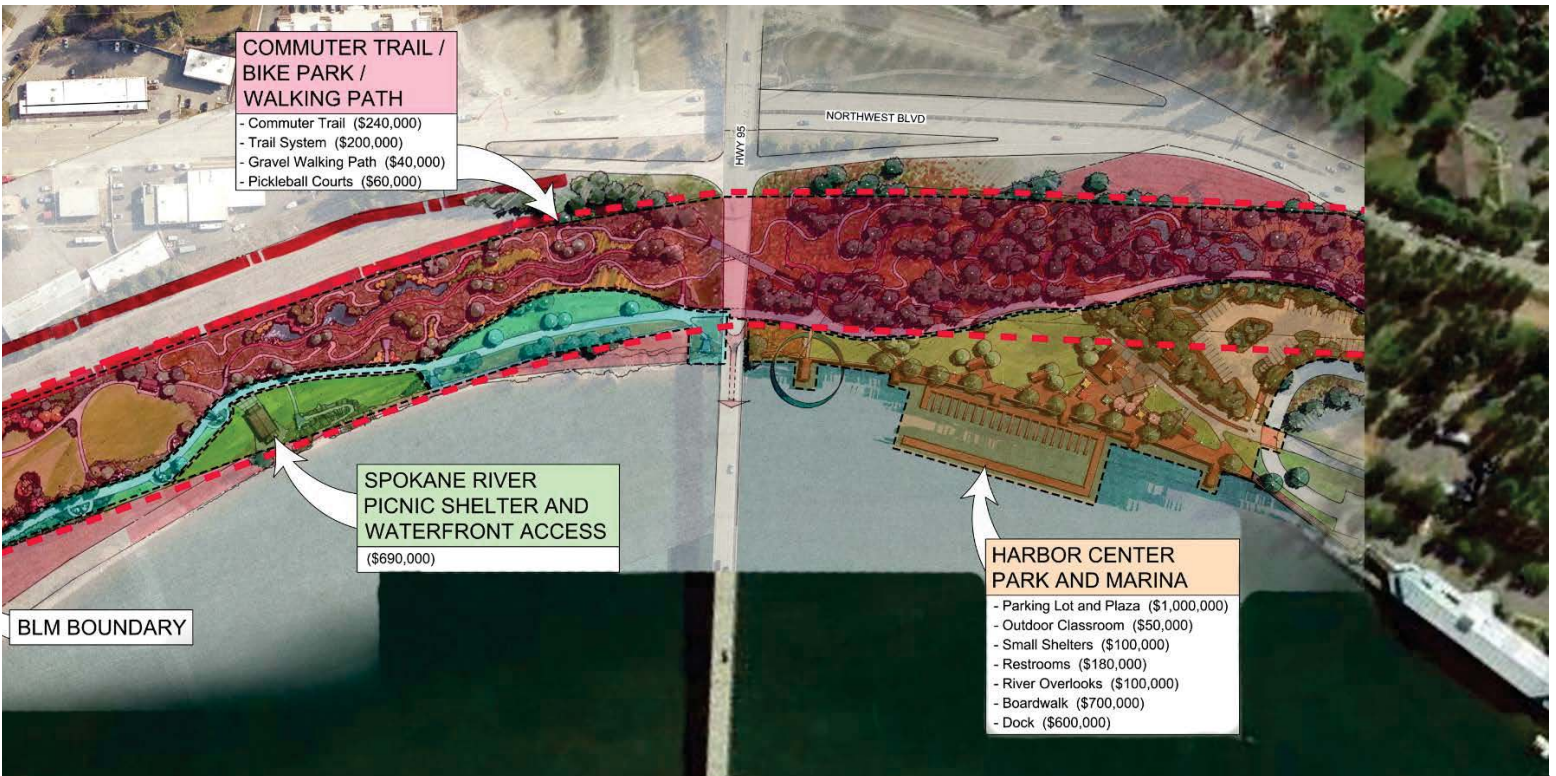 COMMUTER TRAIL /
BIKE PARK /
WALKING PATH
- Commuter Trail ($240,000)
- Trail System ($200,000)
- Gravel Walking Path ($40,000)
- Pickleball Courts ($60,000)
NORTHWEST BLVD
HWY 95
SPOKANE RIVER
PICNIC SHELTER AND
WATERFRONT ACCESS
($690,000)
HARBOR CENTER
PARK AND MARINA
- Parking Lot and Plaza ($1,000,000)
- Outdoor Classroom ($50,000)
- Small Shelters ($100,000)
- Restrooms ($180,000)
- River Overlooks ($100,000)
- Boardwalk ($700,000)
- Dock ($600,000)
BLM BOUNDARY